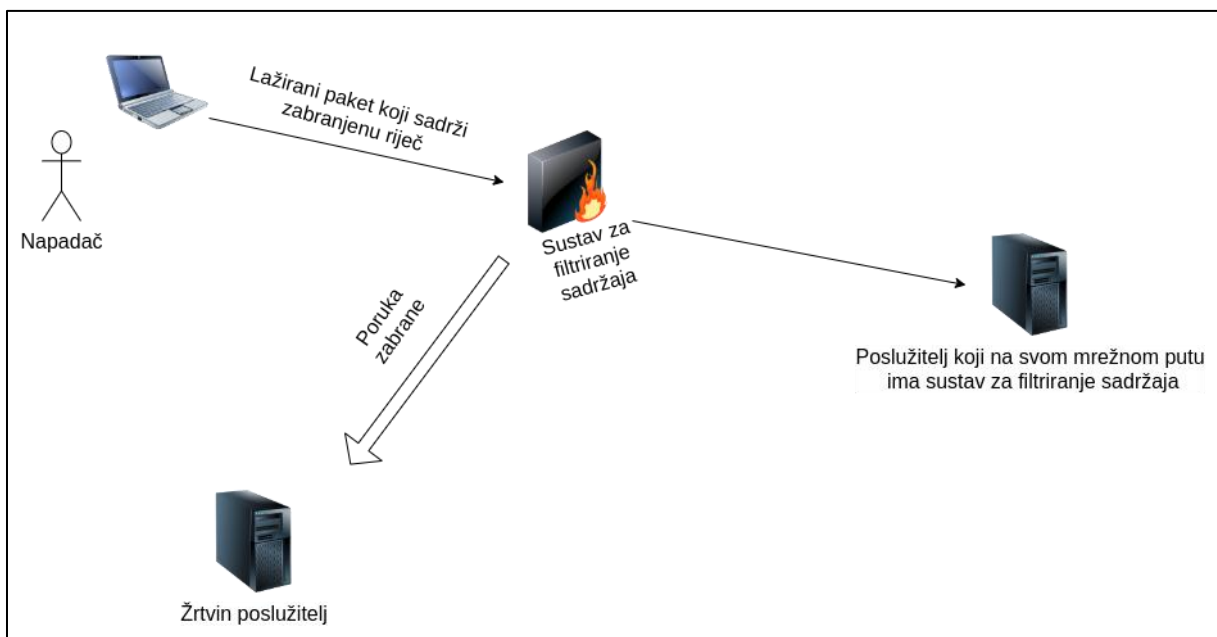 Lažirani paket koji sadrži
zabranjenu riječ
Napadač
Sustav za
filtriranje
sadržaja
Poruka
zabrane
Poslužitelj koji na svom mrežnom putu
ima sustav za filtriranje sadržaja
Žrtvin poslužitelj